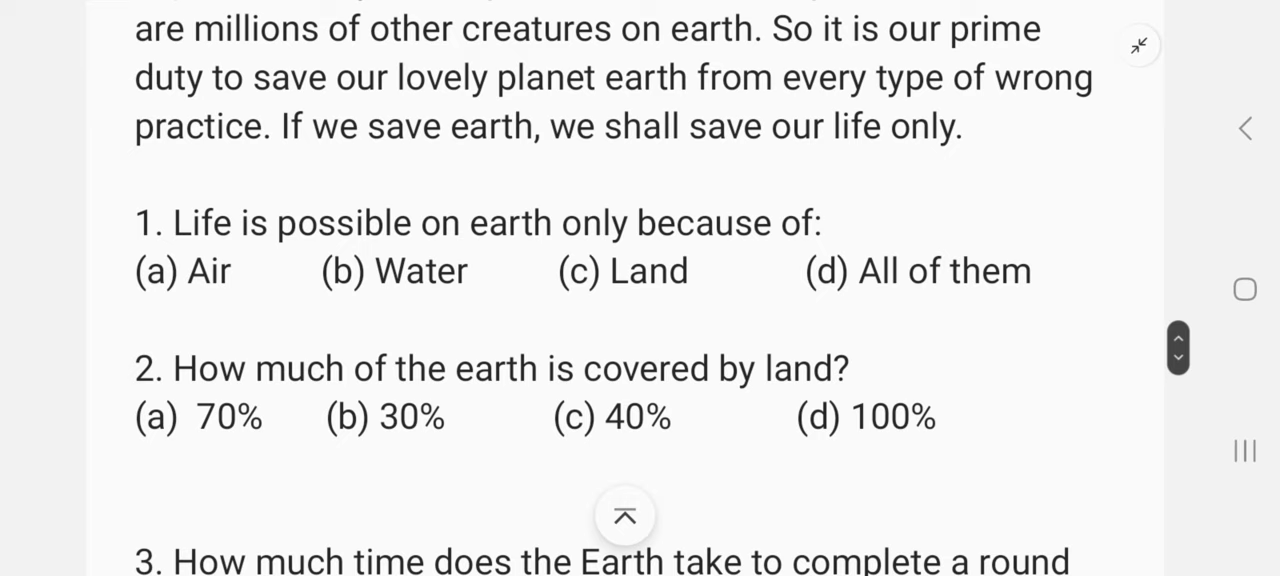 are millions of other creatures on earth. So it is our prime
duty to save our lovely planet earth from every type of wrong
practice. If we save earth, we shall save our life only.
1. Life is possible on earth only because of:
(a) Air (b) Water (c) Land (d) All of them
2. How much of the earth is covered by land?
(a) 70% (b) 30% (c) 40% (d) 100%
3. How much time does the Earth take to complete a round